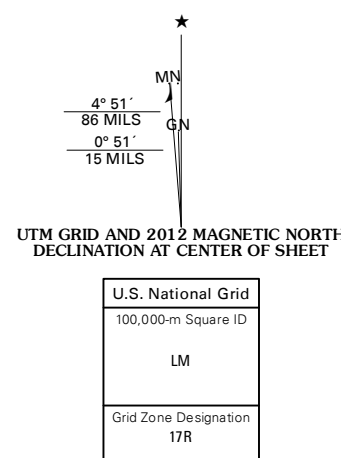 ★
MN
4° 51´
86 MILS
GN
0° 51´
15 MILS
UTM GRID AND 2012 MAGNETIC NORTH
DECLINATION AT CENTER OF SHEET
U.S. National Grid
100,000-m Square ID
LM
Grid Zone Designation
17R